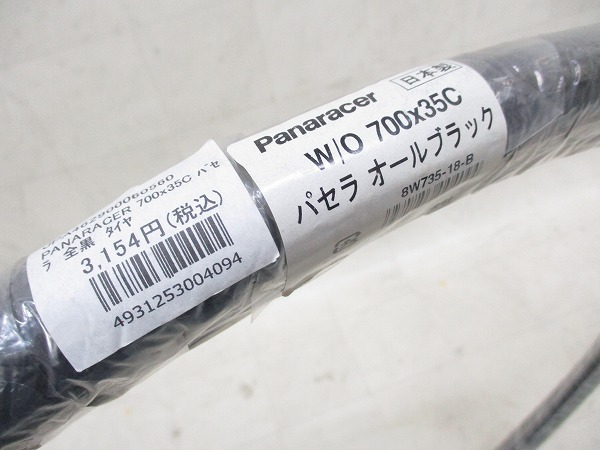 Panaracer
日本製
W/O 700x35C
パセラ オールブラック
8W735-18-B
PANARACER 700x35C パセ
ラ 全黒 タイヤ
3,154円(税込)
4931253004094